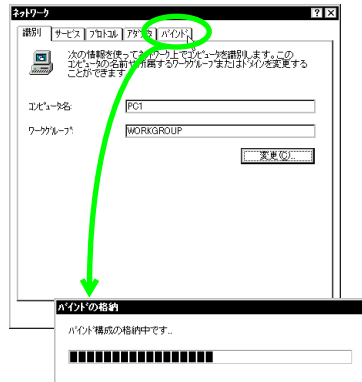 ネットワーク
識別 サービス プロトコル アダプタ バインド
次の情報を使ってネットワーク上でコンピュータを識別します。この
コンピュータの名前や所属するワークグループまたはドメインを変更する
ことができます
コンピュータ名:
PC1
ワークグループ:
WORKGROUP
変更(C)...
バインドの格納
バインド構成の格納中です..